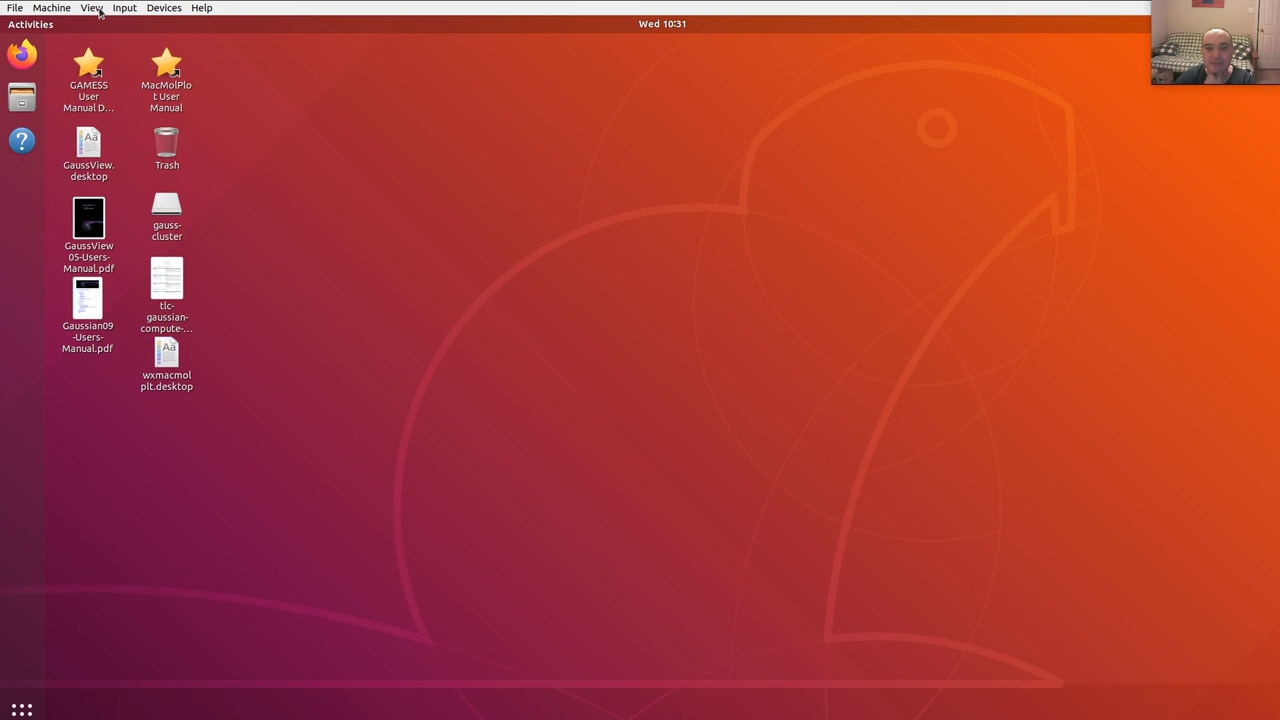 File Machine View Input Devices Help
Activities
Wed 10:31
GAMESS
User
Manual D...
MacMolPlo
t User
Manual
GaussView.
desktop
Trash
GaussView
05-Users-
Manual.pdf
gauss-
cluster
Gaussian09
-Users-
Manual.pdf
tlc-
gaussian-
compute-...
wxmacmol
plt.desktop